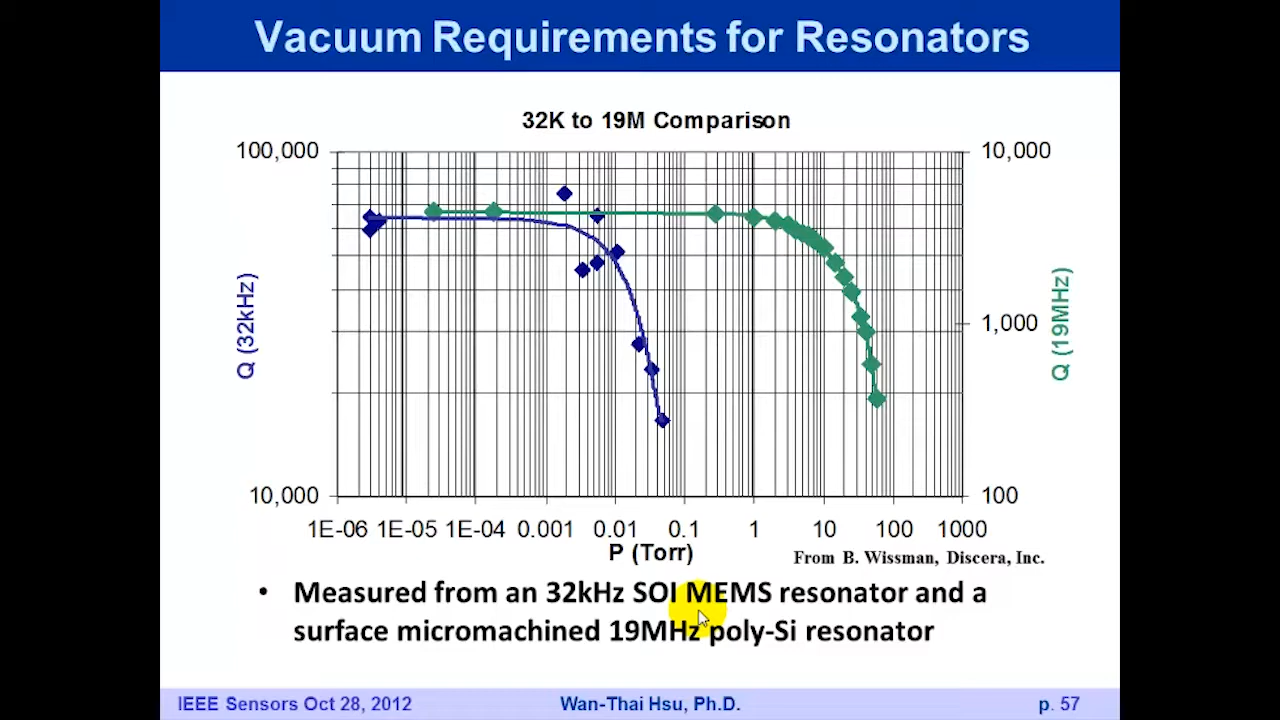 Vacuum Requirements for Resonators
32K to 19M Comparison
100,000
10,000
Q (32kHz)
1,000
Q (19MHz)
10,000
100
1E-06 1E-05 1E-04 0.001 0.01 0.1 1 10 100 1000
P (Torr)
From B. Wissman, Discera, Inc.
• Measured from an 32kHz SOI MEMS resonator and a
surface micromachined 19MHz poly-Si resonator
IEEE Sensors Oct 28, 2012 Wan-Thai Hsu, Ph.D. p. 57